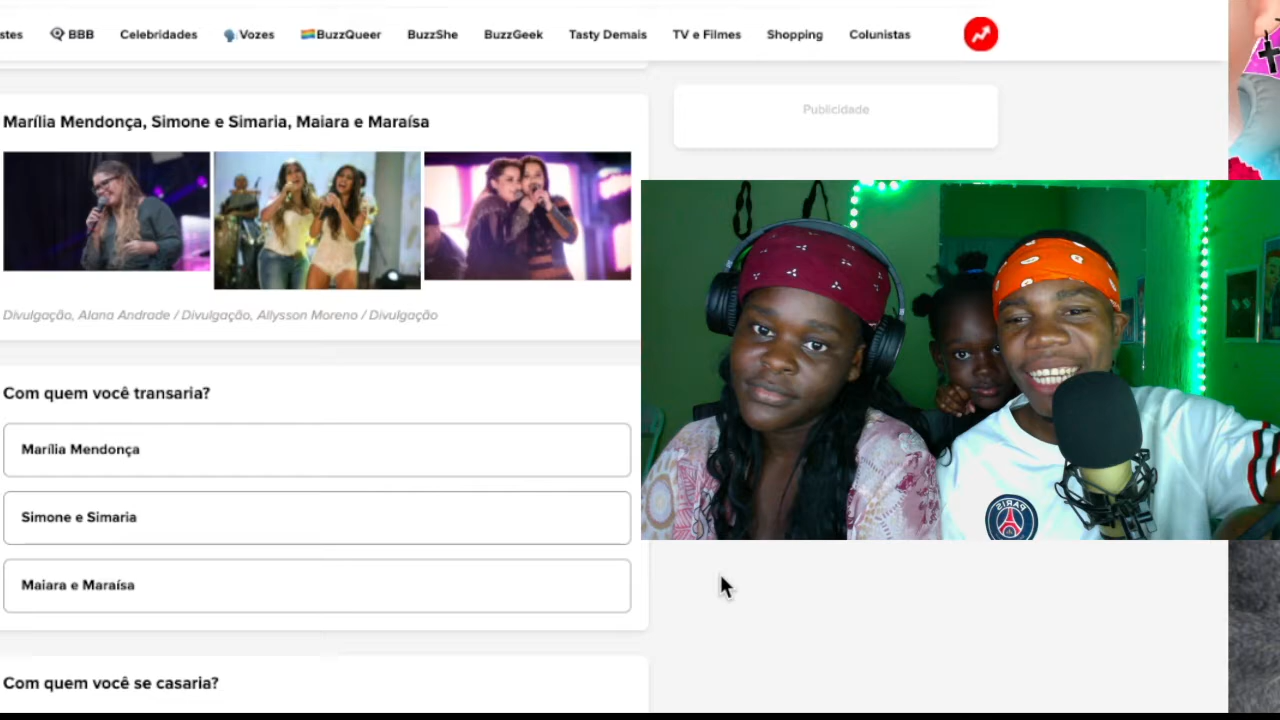 stes BBB Celebridades Vozes BuzzQueer BuzzShe BuzzGeek Tasty Demais TV e Filmes Shopping Colunistas
Publicidade
Marília Mendonça, Simone e Simaria, Maiara e Maraísa
Divulgação, Alana Andrade / Divulgação, Allysson Moreno / Divulgação
Com quem você transaria?
Marília Mendonça
Simone e Simaria
Maiara e Maraísa
Com quem você se casaria?
PARIS